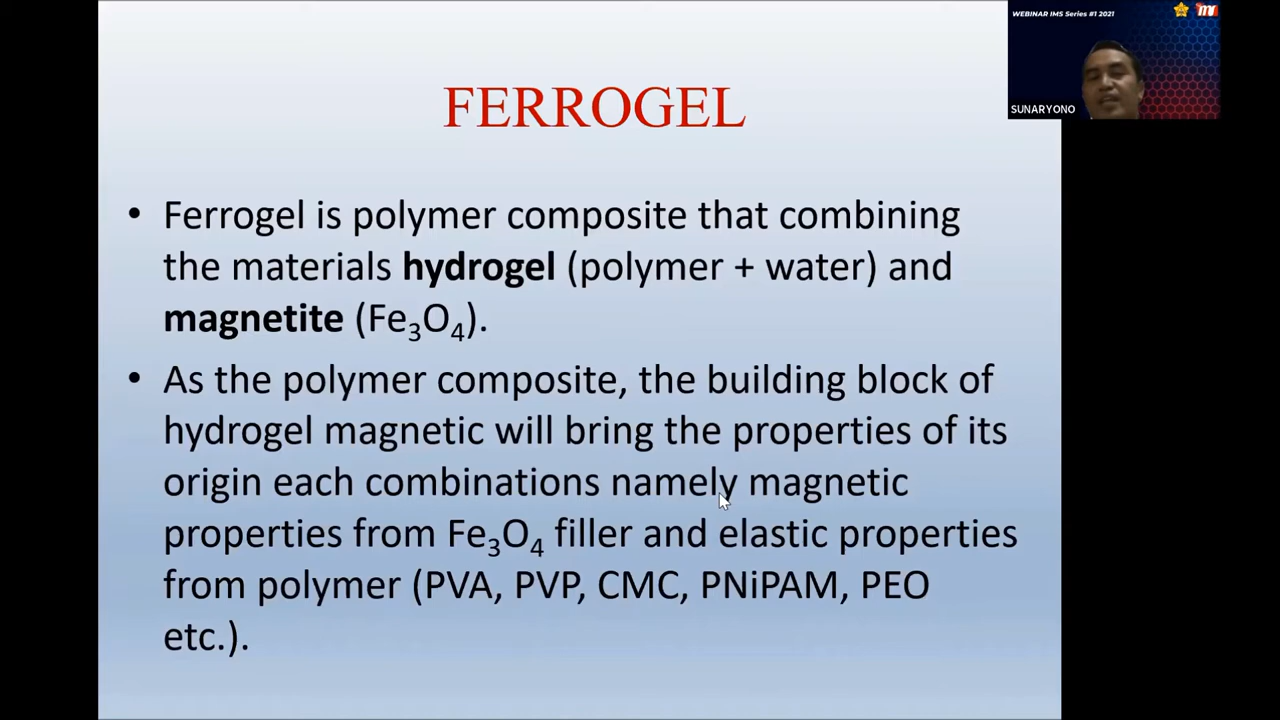 WEBINAR IMS Series #1 2021
SUNARYONO
FERROGEL
• Ferrogel is polymer composite that combining
the materials hydrogel (polymer + water) and
magnetite (Fe₃O₄).
• As the polymer composite, the building block of
hydrogel magnetic will bring the properties of its
origin each combinations namely magnetic
properties from Fe₃O₄ filler and elastic properties
from polymer (PVA, PVP, CMC, PNiPAM, PEO
etc.).